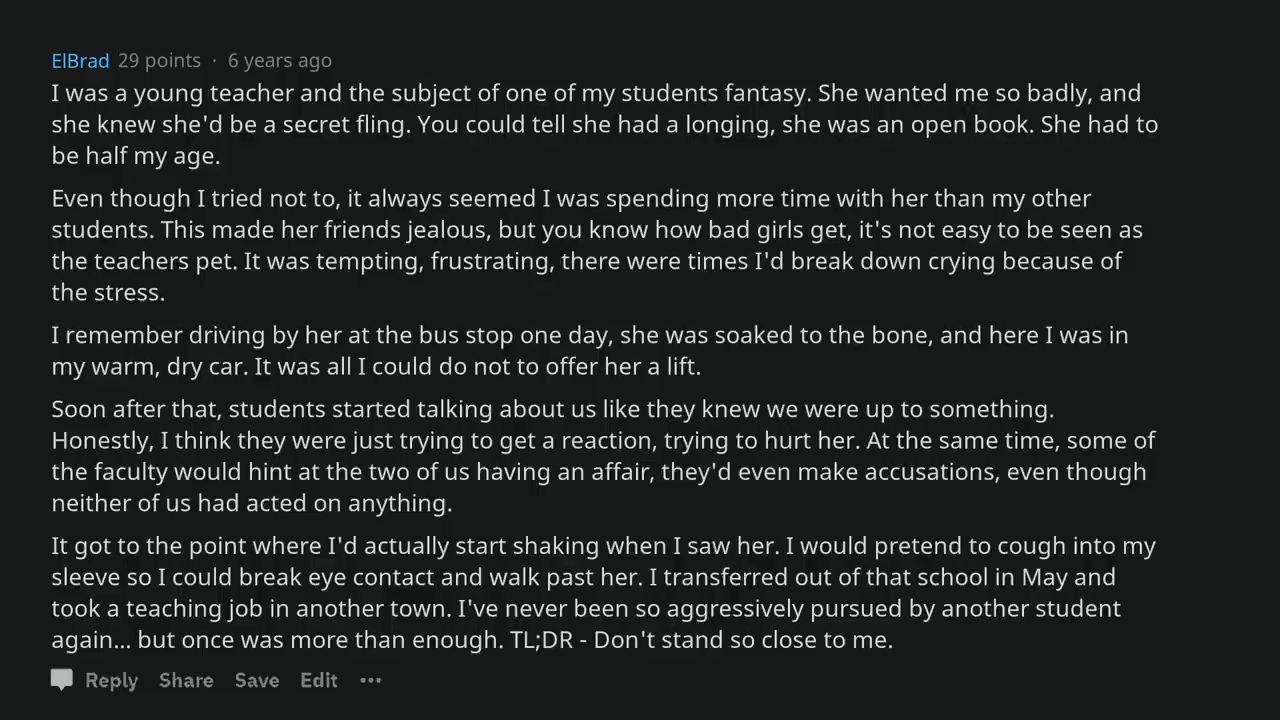 ElBrad 29 points · 6 years ago
I was a young teacher and the subject of one of my students fantasy. She wanted me so badly, and
she knew she'd be a secret fling. You could tell she had a longing, she was an open book. She had to
be half my age.
Even though I tried not to, it always seemed I was spending more time with her than my other
students. This made her friends jealous, but you know how bad girls get, it's not easy to be seen as
the teachers pet. It was tempting, frustrating, there were times I'd break down crying because of
the stress.
I remember driving by her at the bus stop one day, she was soaked to the bone, and here I was in
my warm, dry car. It was all I could do not to offer her a lift.
Soon after that, students started talking about us like they knew we were up to something.
Honestly, I think they were just trying to get a reaction, trying to hurt her. At the same time, some of
the faculty would hint at the two of us having an affair, they'd even make accusations, even though
neither of us had acted on anything.
It got to the point where I'd actually start shaking when I saw her. I would pretend to cough into my
sleeve so I could break eye contact and walk past her. I transferred out of that school in May and
took a teaching job in another town. I've never been so aggressively pursued by another student
again... but once was more than enough. TL;DR - Don't stand so close to me.
Reply Share Save Edit ···